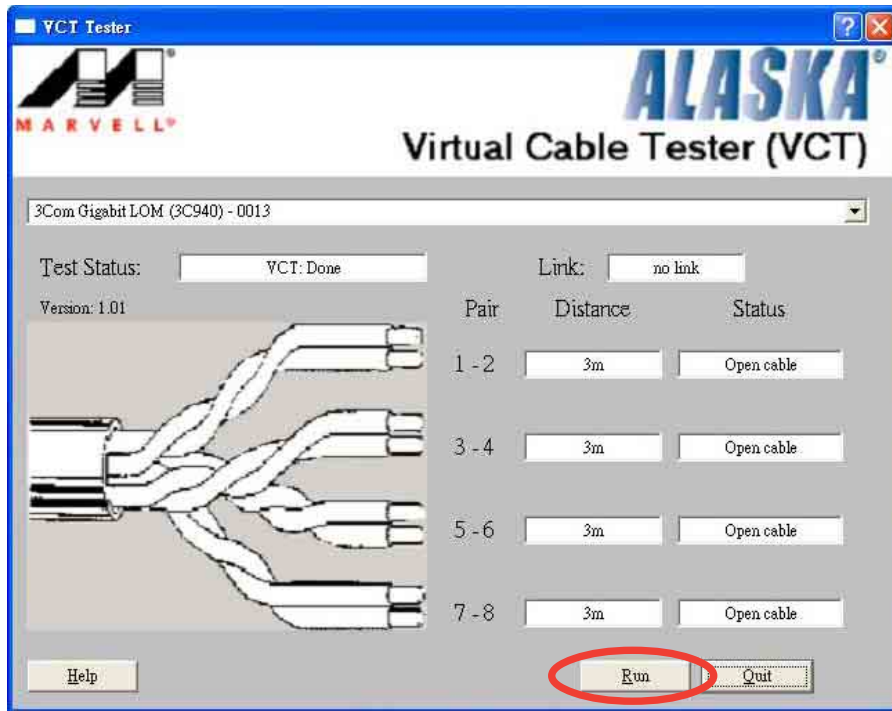 VCT Tester
MARVELL®
ALASKA®
Virtual Cable Tester (VCT)
3Com Gigabit LOM (3C940) - 0013
Test Status: VCT: Done Link: no link
Version: 1.01 Pair Distance Status
1 - 2 3m Open cable
3 - 4 3m Open cable
5 - 6 3m Open cable
7 - 8 3m Open cable
Help Run Quit